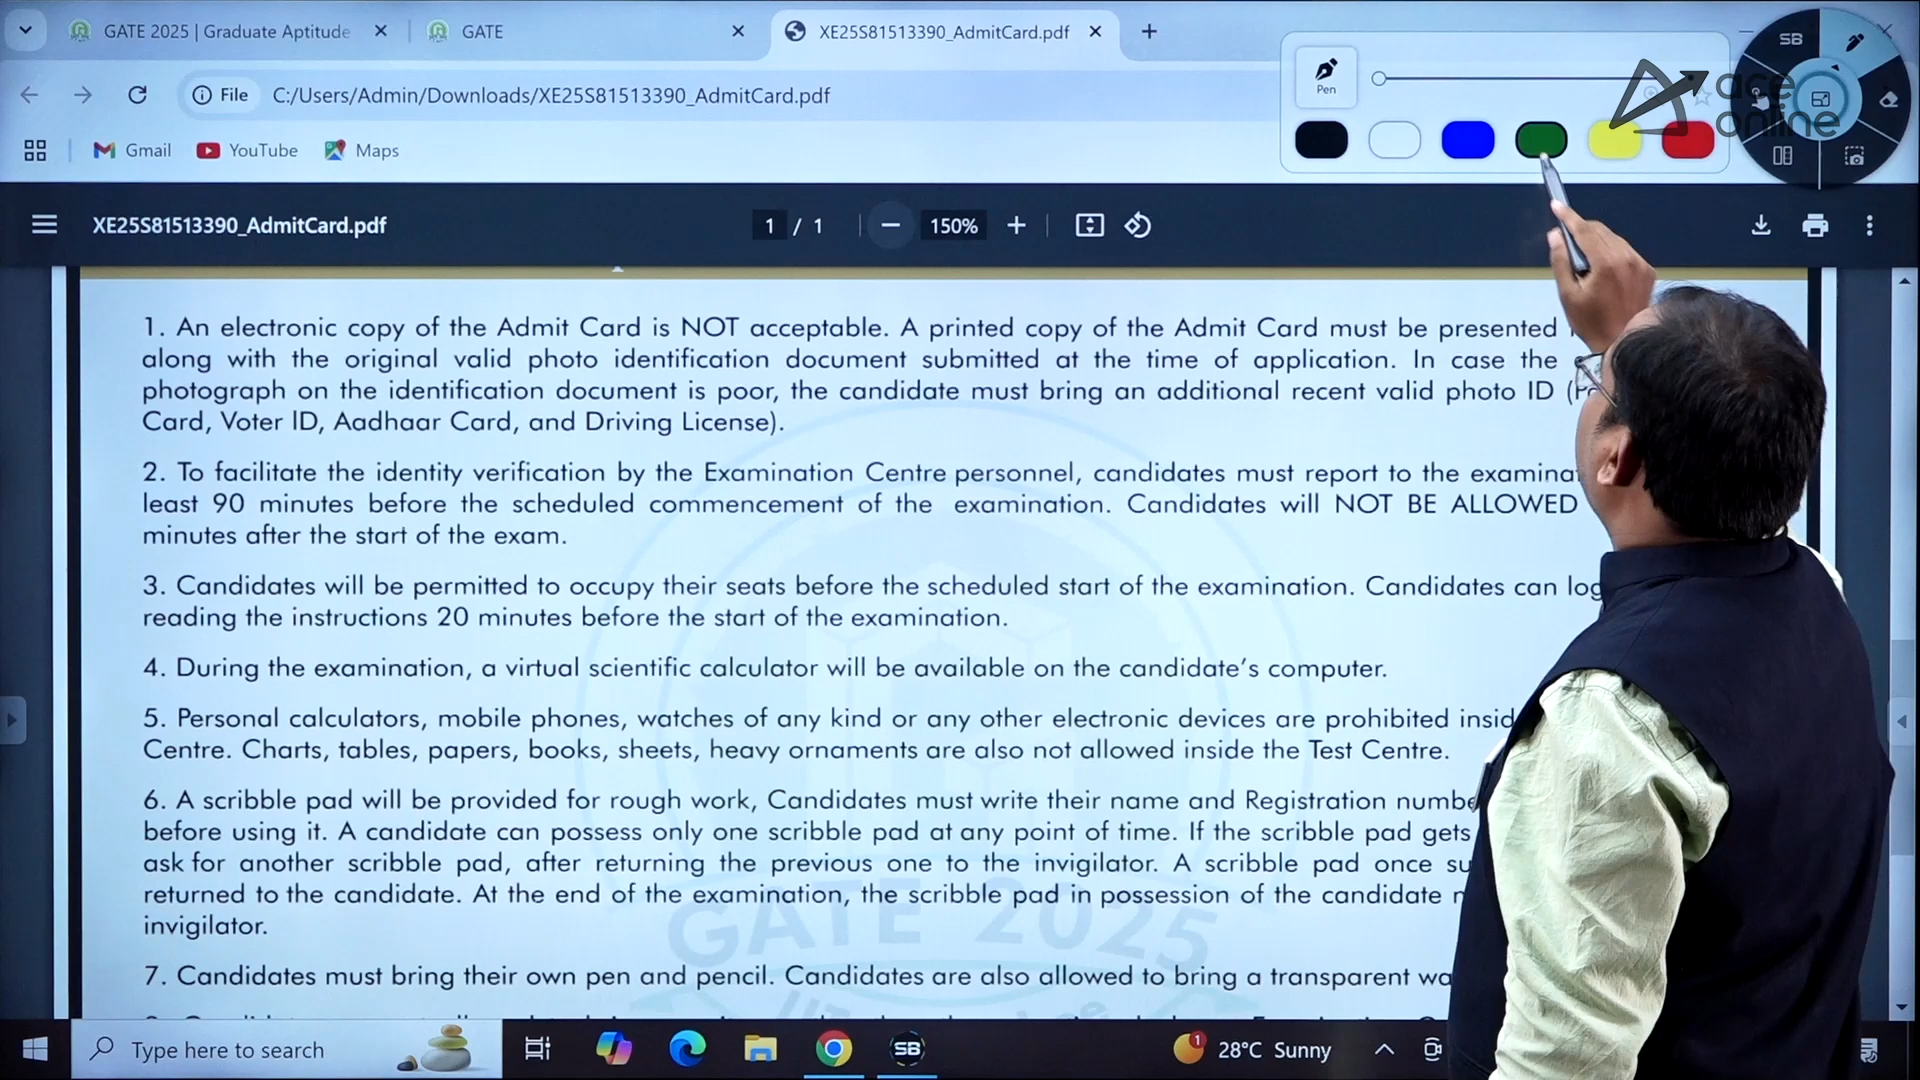 GATE 2025 | Graduate Aptitude
GATE
XE25S81513390_AdmitCard.pdf
File
C:/Users/Admin/Downloads/XE25S81513390_AdmitCard.pdf
Pen
SB
ace
online
Gmail
YouTube
Maps
XE25S81513390_AdmitCard.pdf
1 / 1
150%
1. An electronic copy of the Admit Card is NOT acceptable. A printed copy of the Admit Card must be presented
along with the original valid photo identification document submitted at the time of application. In case the
photograph on the identification document is poor, the candidate must bring an additional recent valid photo ID
Card, Voter ID, Aadhaar Card, and Driving License).
2. To facilitate the identity verification by the Examination Centre personnel, candidates must report to the
least 90 minutes before the scheduled commencement of the examination. Candidates will NOT BE ALLOWED
minutes after the start of the exam.
3. Candidates will be permitted to occupy their seats before the scheduled start of the examination. Candidates can
reading the instructions 20 minutes before the start of the examination.
4. During the examination, a virtual scientific calculator will be available on the candidate's computer.
5. Personal calculators, mobile phones, watches of any kind or any other electronic devices are prohibited
Centre. Charts, tables, papers, books, sheets, heavy ornaments are also not allowed inside the Test Centre.
6. A scribble pad will be provided for rough work, Candidates must write their name and Registration
before using it. A candidate can possess only one scribble pad at any point of time. If the scribble pad gets
ask for another scribble pad, after returning the previous one to the invigilator. A scribble pad once
returned to the candidate. At the end of the examination, the scribble pad in possession of the candidate
invigilator.
GATE 2025
7. Candidates must bring their own pen and pencil. Candidates are also allowed to bring a transparent
Type here to search
SB
1
28°C Sunny